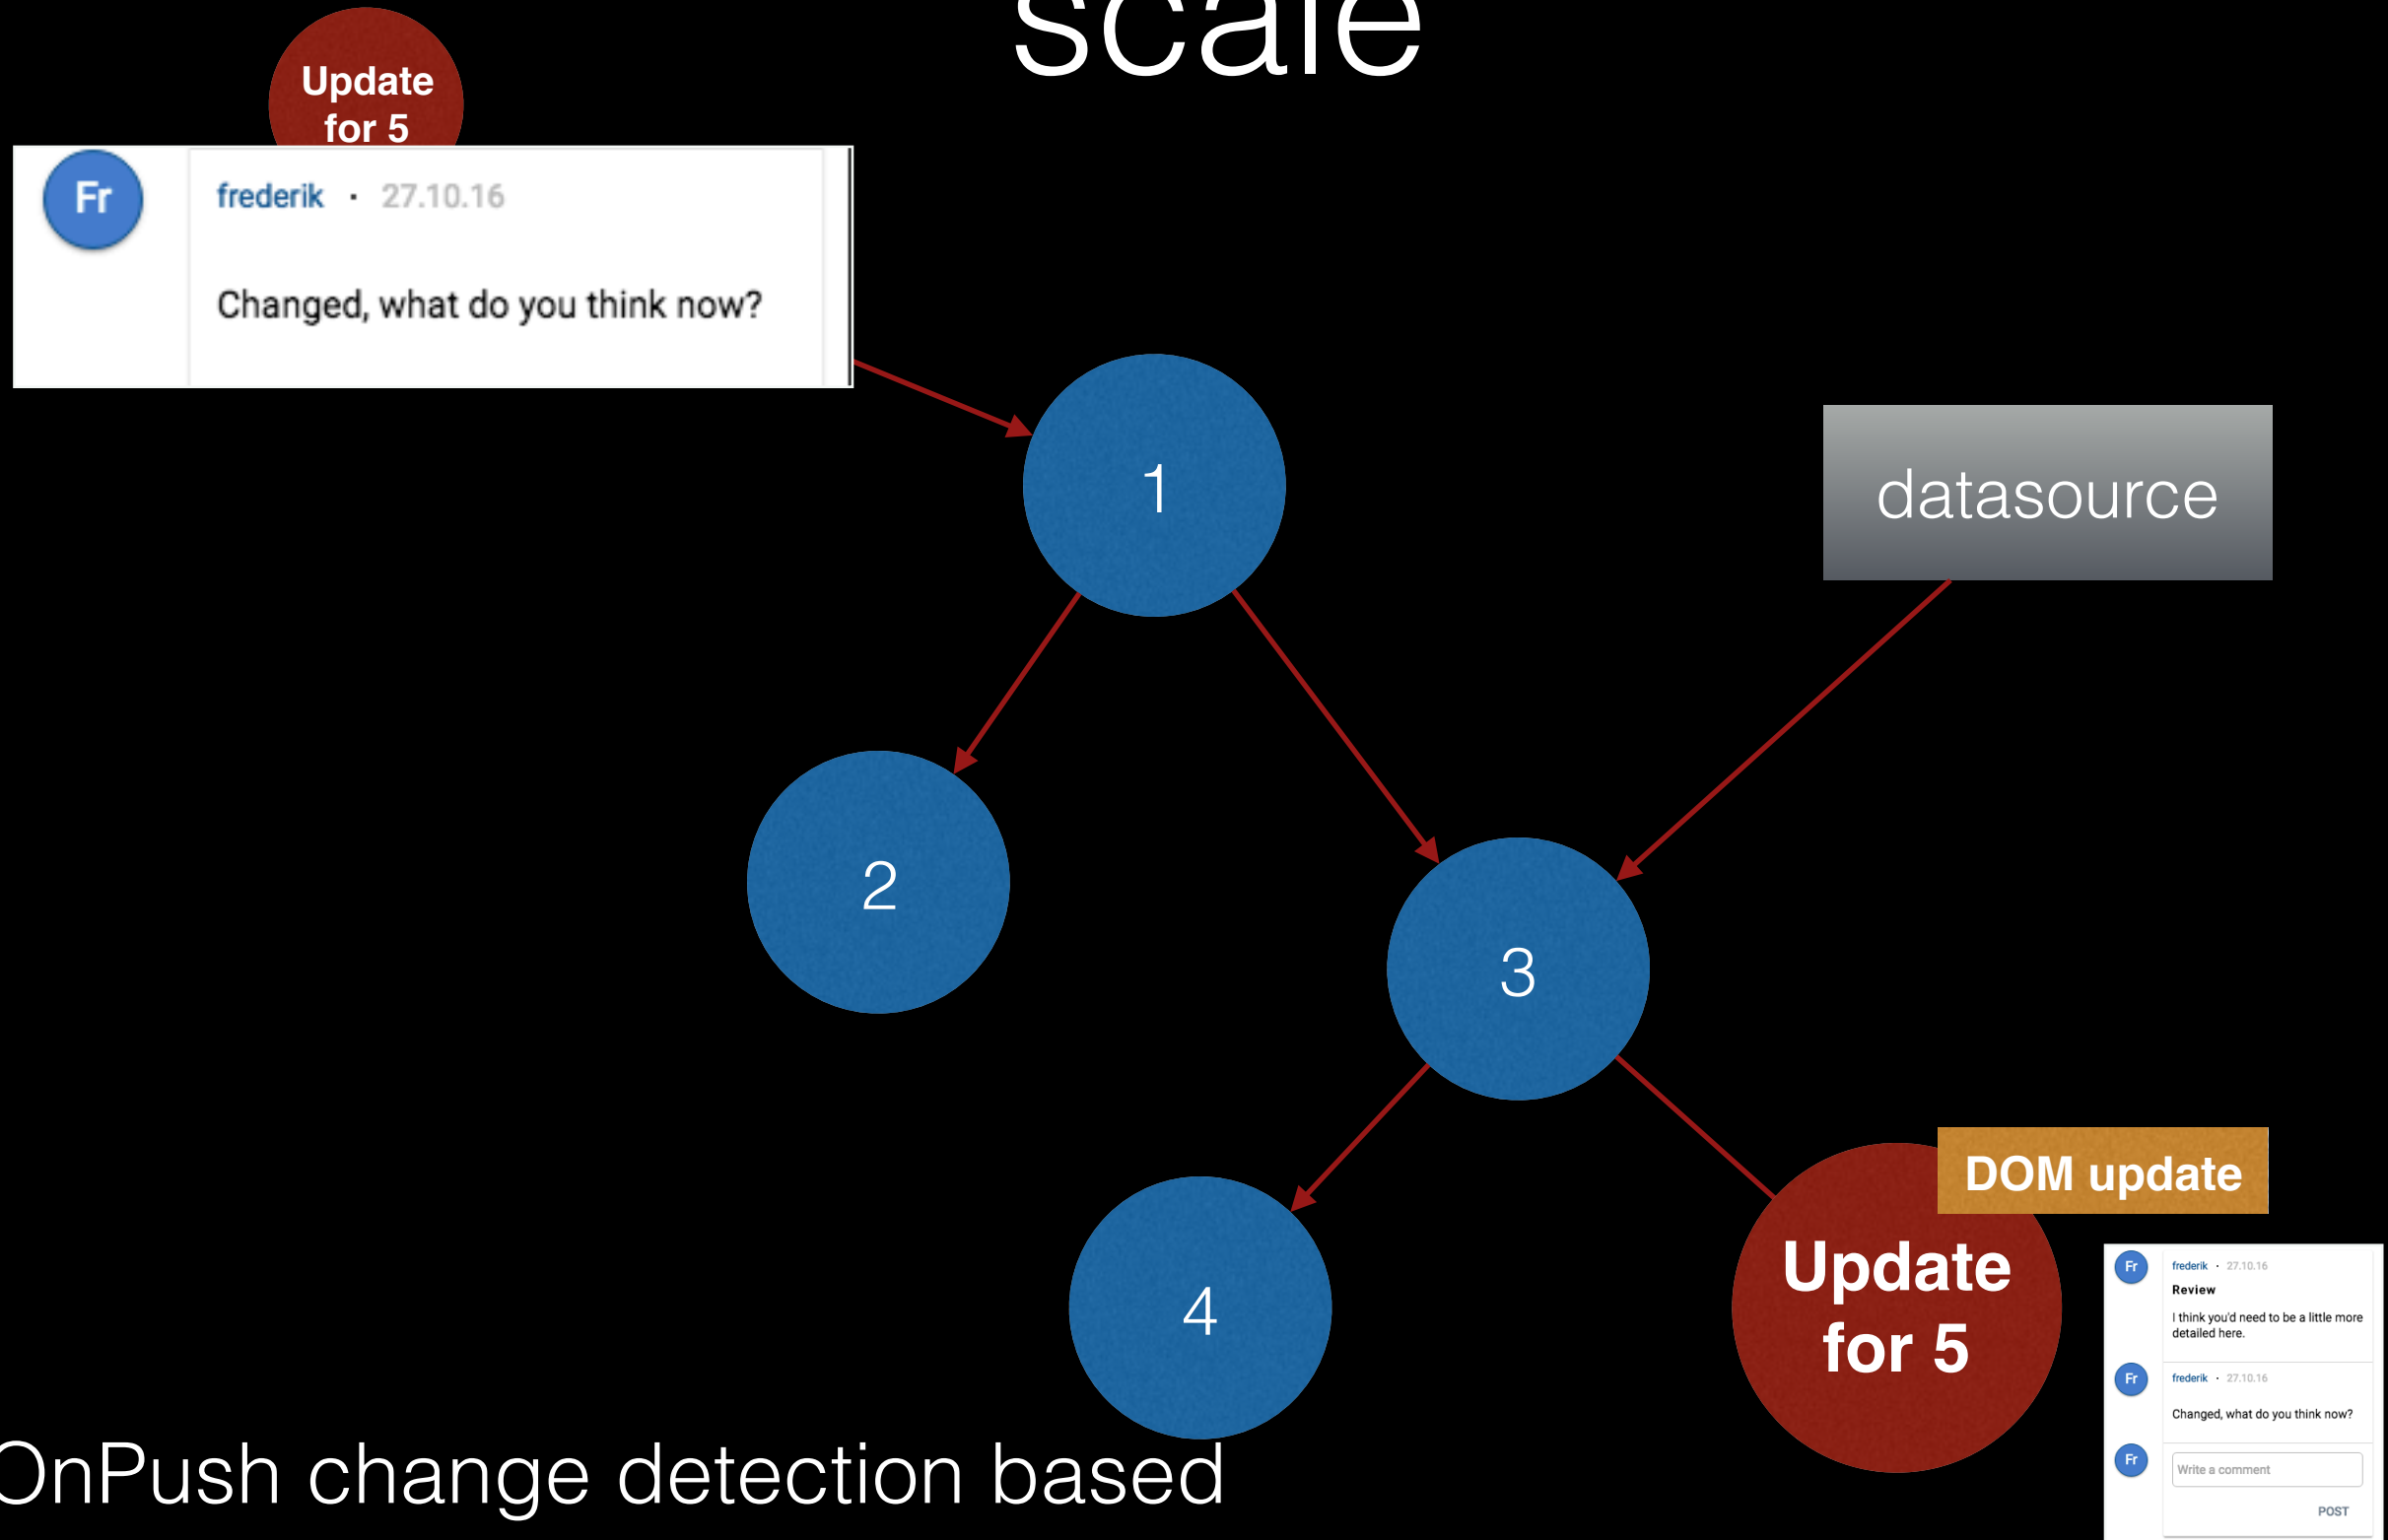 scale
Update
for 5
Fr
frederik · 27.10.16
Changed, what do you think now?
1
datasource
2
3
DOM update
4
Update
for 5
Fr
frederik · 27.10.16
Review
I think you'd need to be a little more
detailed here.
Fr
frederik · 27.10.16
Changed, what do you think now?
Fr
Write a comment
POST
OnPush change detection based